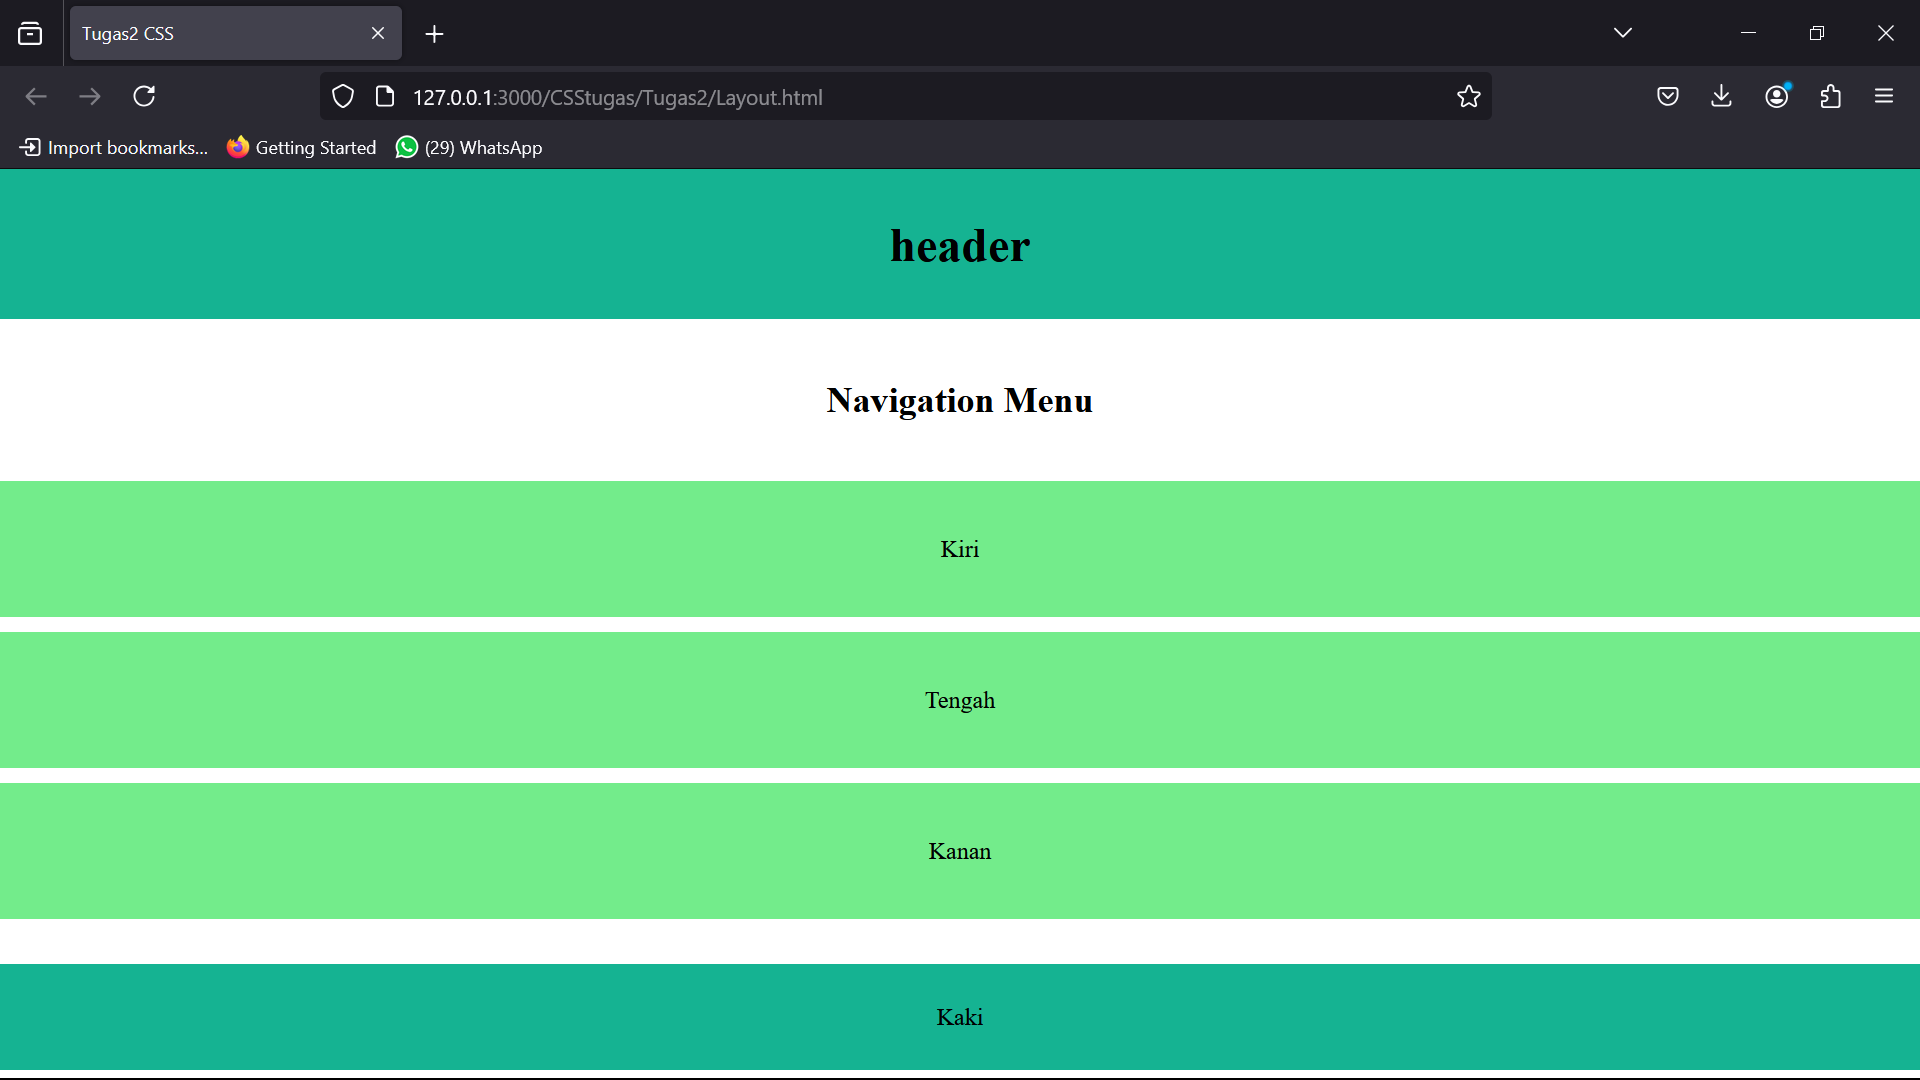 Tugas2 CSS
127.0.0.1:3000/CSStugas/Tugas2/Layout.html
Import bookmarks... Getting Started (29) WhatsApp
header
Navigation Menu
Kiri
Tengah
Kanan
Kaki